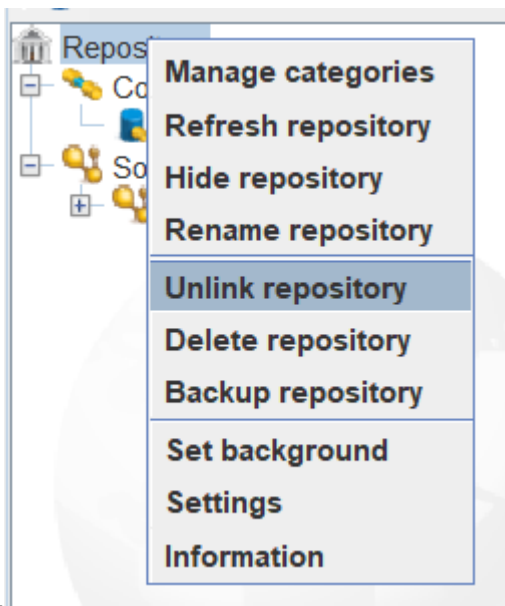 Manage categories
Refresh repository
Hide repository
Rename repository
Unlink repository
Delete repository
Backup repository
Set background
Settings
Information